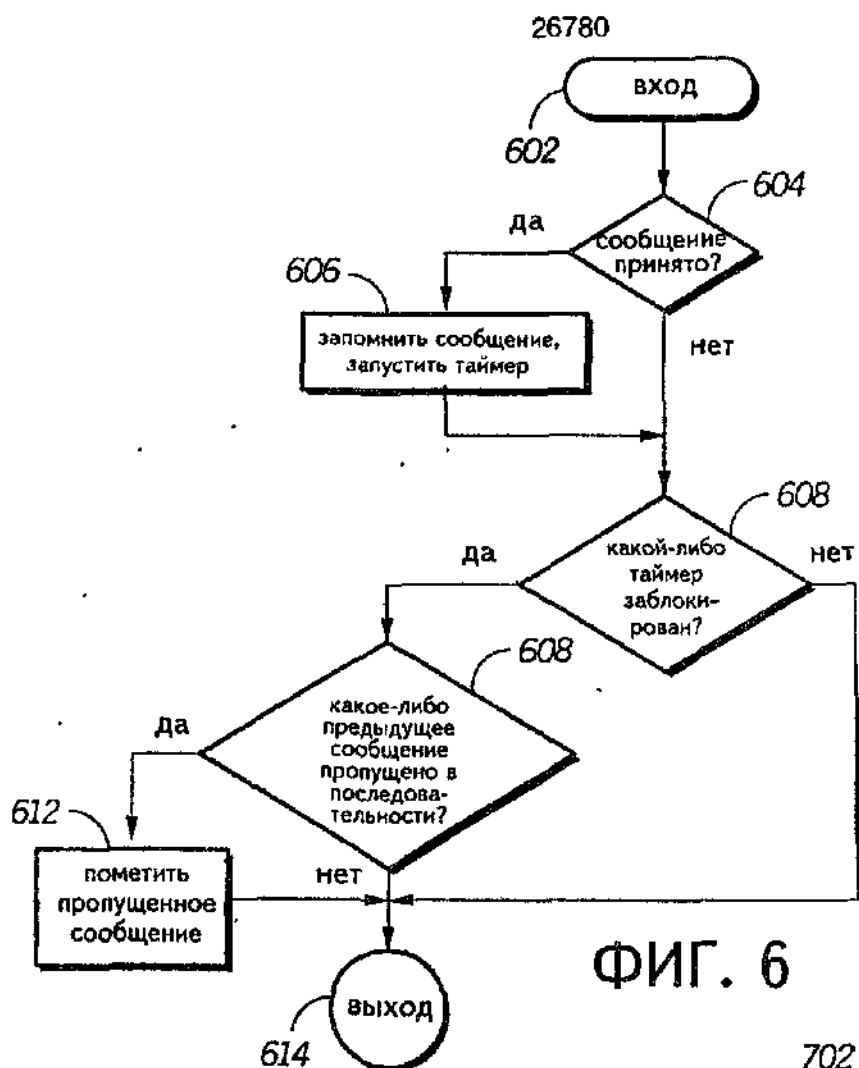 26780
вход
602
604
да
сообщение
принято?
606
запомнить сообщение,
запустить таймер
нет
608
да
какой-либо
таймер
заблоки-
рован?
нет
608
да
какое-либо
предыдущее
сообщение
пропущено в
последова-
тельности?
612
пометить
пропущенное
сообщение
нет
ФИГ. 6
выход
614
702